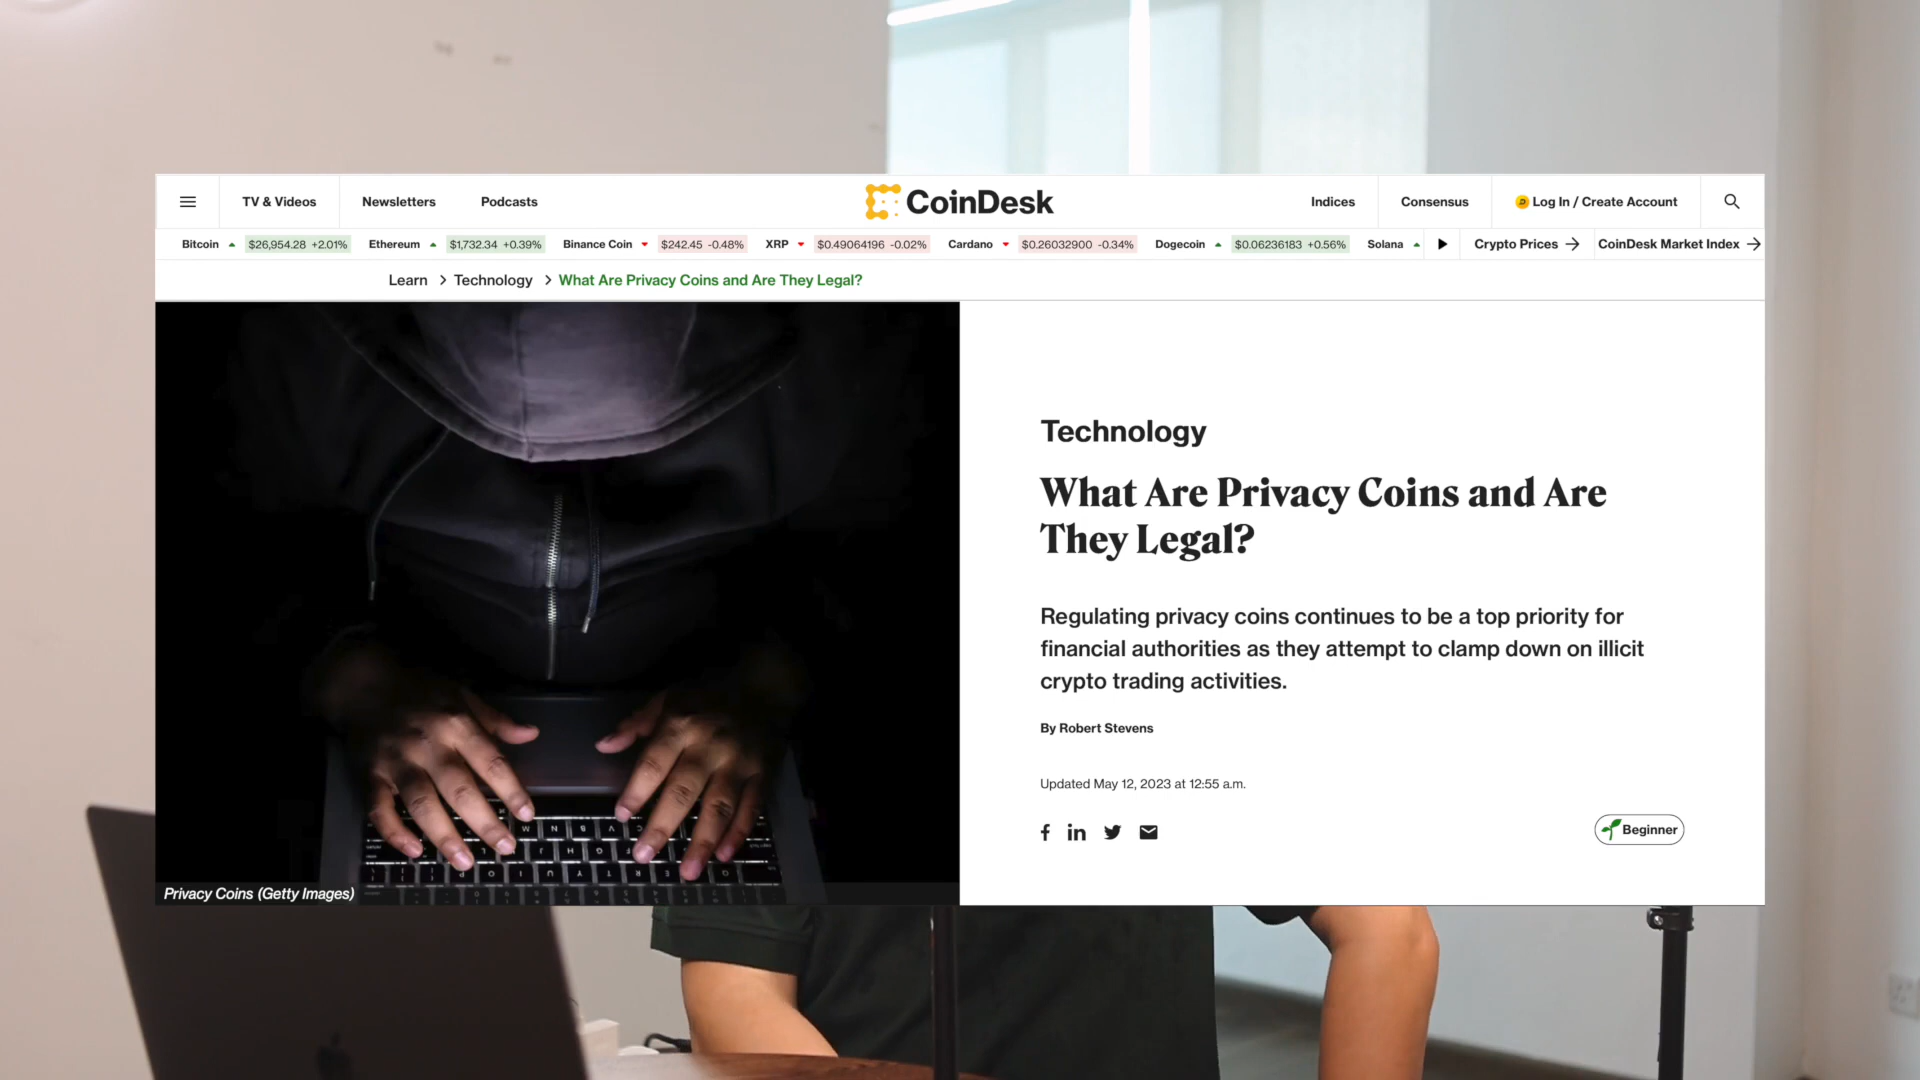 TV & Videos
Newsletters
Podcasts
CoinDesk
Indices
Consensus
Log In / Create Account
Bitcoin $26,954.28 +2.01% Ethereum $1,732.34 +0.39% Binance Coin $242.45 -0.48% XRP $0.49064196 -0.02% Cardano $0.26032900 -0.34% Dogecoin $0.06236183 +0.56% Solana
Crypto Prices
CoinDesk Market Index
Learn > Technology > What Are Privacy Coins and Are They Legal?
Technology
What Are Privacy Coins and Are
They Legal?
Regulating privacy coins continues to be a top priority for
financial authorities as they attempt to clamp down on illicit
crypto trading activities.
By Robert Stevens
Updated May 12, 2023 at 12:55 a.m.
Beginner
Privacy Coins (Getty Images)